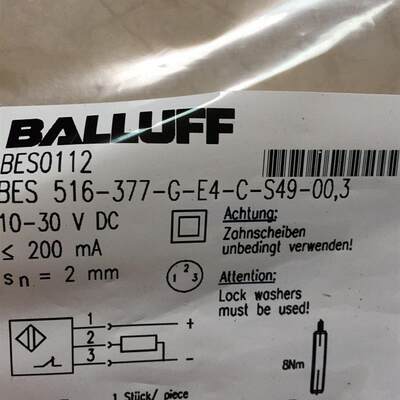 BALLUFF
BES0112
BES 516-377-G-E4-C-S49-00,3
10-30 V DC
≤ 200 mA
sn = 2 mm
Achtung:
Zahnscheiben
unbedingt verwenden!
1 2 3
Attention:
Lock washers
must be used!
1 +
2
3 -
8Nm
1 Stück/ piece